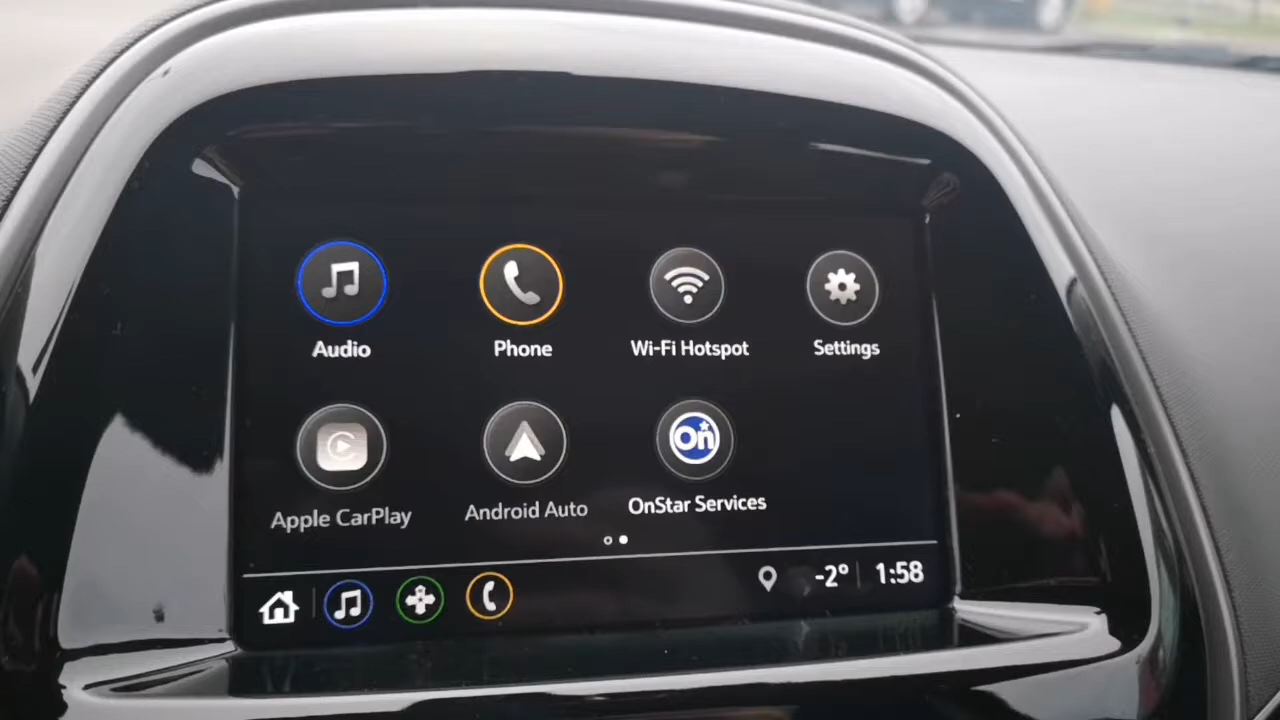 Audio
Phone
Wi-Fi Hotspot
Settings
Apple CarPlay
Android Auto
On
OnStar Services
-2°
1:58